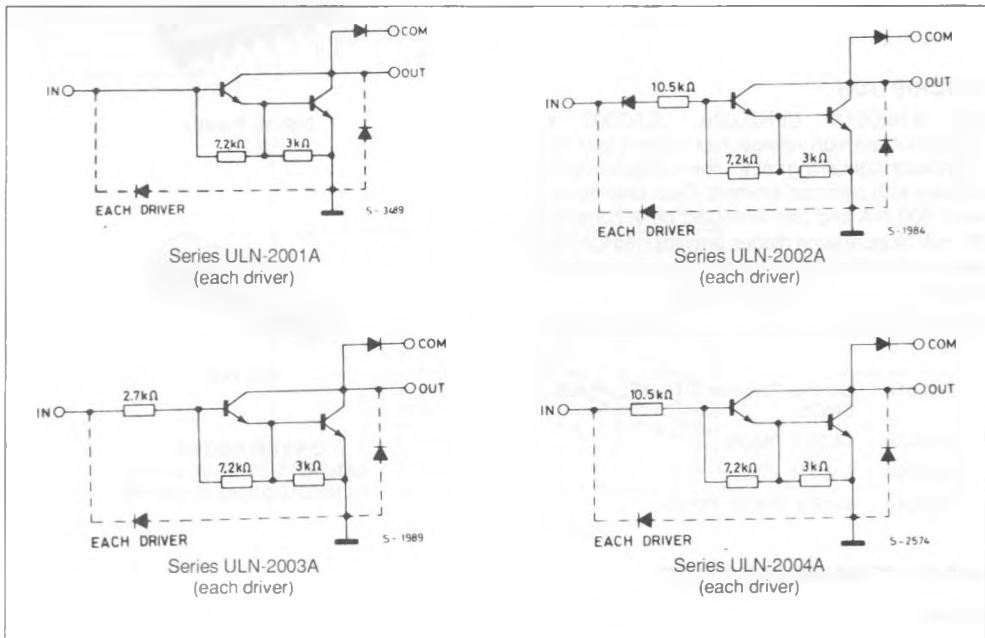 COM
OUT
IN
7.2kΩ 3kΩ
EACH DRIVER
S-3489
Series ULN-2001A
(each driver)
COM
OUT
IN
10.5kΩ
7.2kΩ 3kΩ
EACH DRIVER
S-1984
Series ULN-2002A
(each driver)
COM
OUT
IN
2.7kΩ
7.2kΩ 3kΩ
EACH DRIVER
S-1989
Series ULN-2003A
(each driver)
COM
OUT
IN
10.5kΩ
7.2kΩ 3kΩ
EACH DRIVER
S-2574
Series ULN-2004A
(each driver)